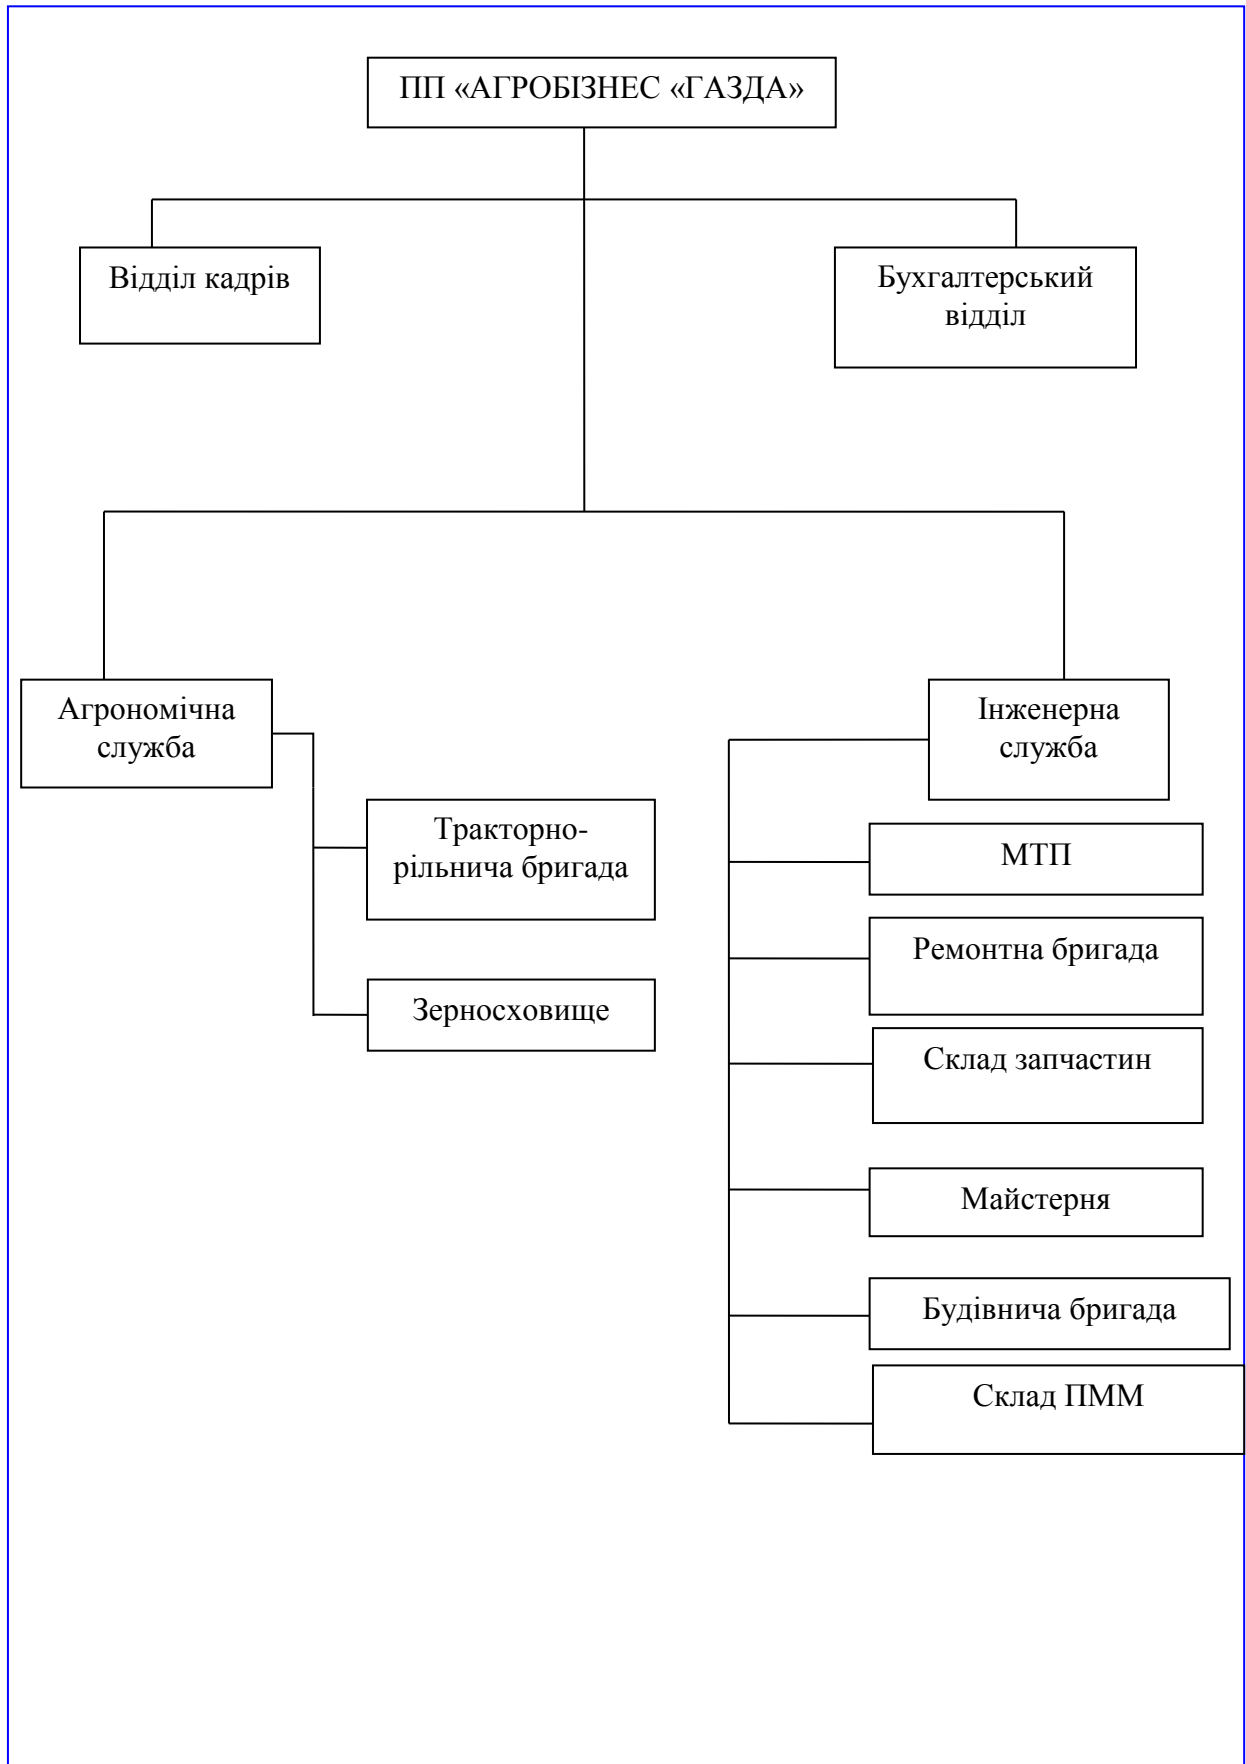 ПП «АГРОБІЗНЕС «ГАЗДА»
Відділ кадрів
Бухгалтерський
відділ
Агрономічна
служба
Тракторно-
рільнича бригада
Зерносховище
Інженерна
служба
МТП
Ремонтна бригада
Склад запчастин
Майстерня
Будівнича бригада
Склад ПММ